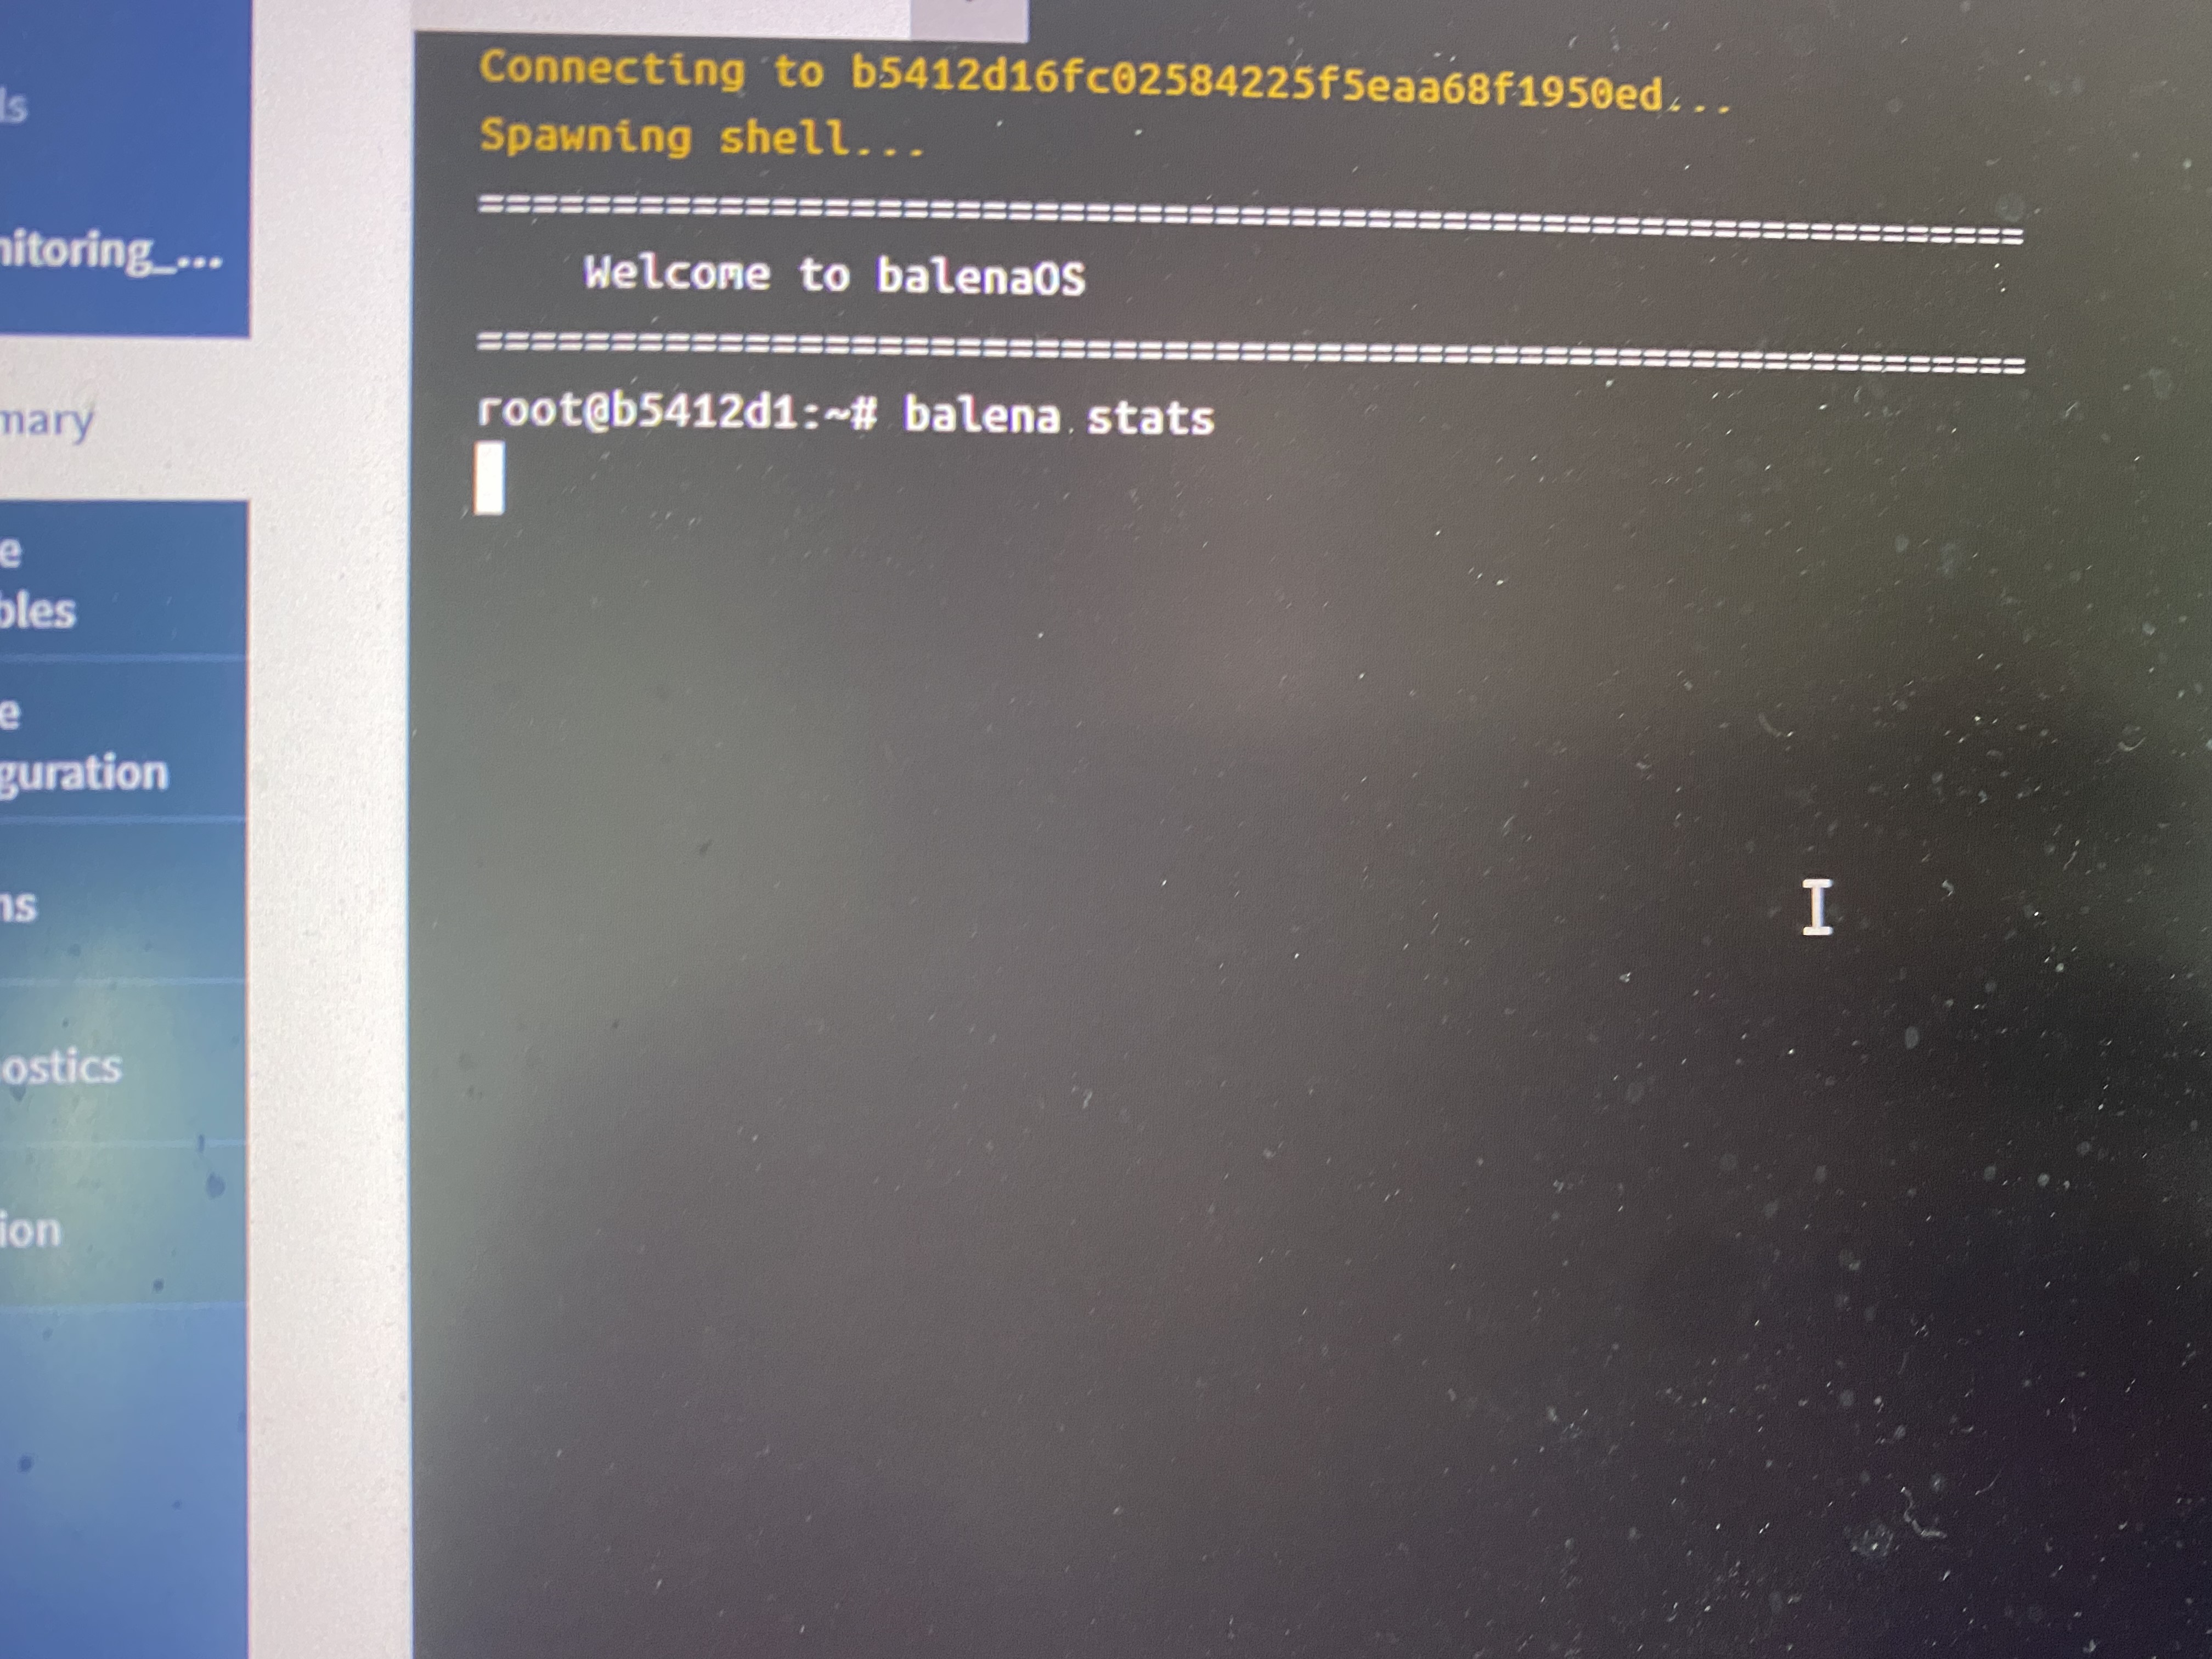 Connecting to b5412d16fc02584225f5eaa68f1950ed...
Spawning shell...
==========================================================
Welcome to balenaOS
==========================================================
root@b5412d1:~# balena stats
ls
nitoring_...
mary
e
bles
e
guration
ns
ostics
ion